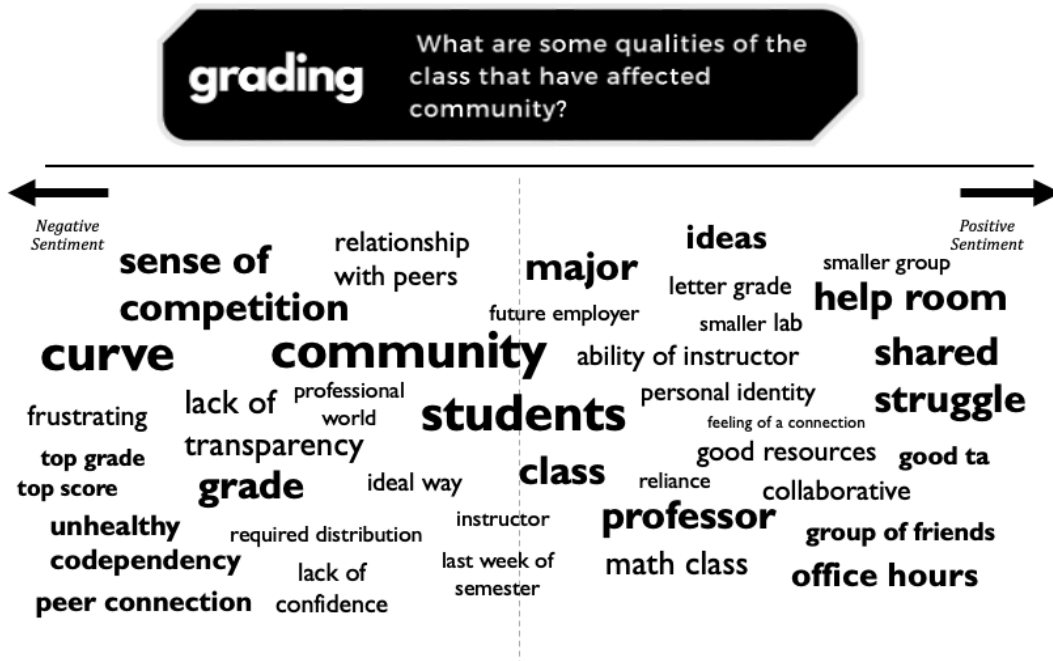 grading
What are some qualities of the
class that have affected
community?
Negative
Sentiment
Positive
Sentiment
sense of
competition
relationship
with peers
major
ideas
letter grade
smaller group
help room
future employer
smaller lab
curve
community
ability of instructor
shared
struggle
frustrating
lack of
transparency
professional
world
students
personal identity
feeling of a connection
top grade
top score
grade
ideal way
class
good resources
good ta
reliance
collaborative
unhealthy
codependency
required distribution
instructor
professor
group of friends
peer connection
lack of
confidence
last week of
semester
math class
office hours